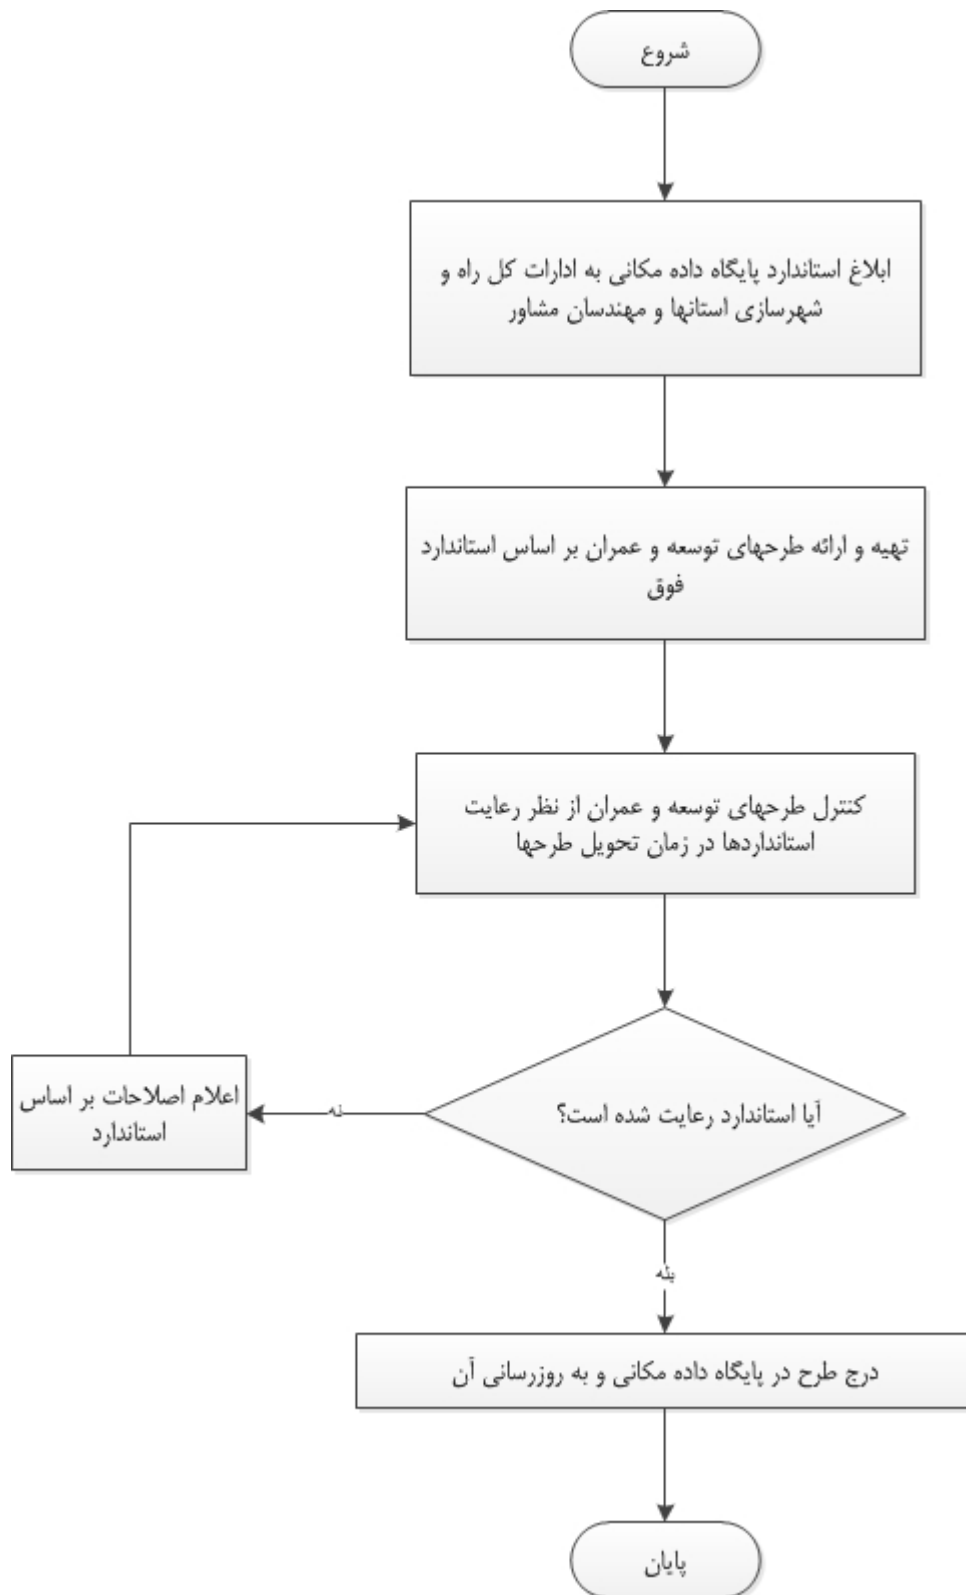 شروع
ابلاغ استاندارد پایگاه داده مکانی به ادارات کل راه و
شهرسازی استانها و مهندسان مشاور
تهیه و ارائه طرحهای توسعه و عمران بر اساس استاندارد
فوق
کنترل طرحهای توسعه و عمران از نظر رعایت
استانداردها در زمان تحویل طرحها
آیا استاندارد رعایت شده است؟
نه
اعلام اصلاحات بر اساس
استاندارد
بله
درج طرح در پایگاه داده مکانی و به روزرسانی آن
پایان